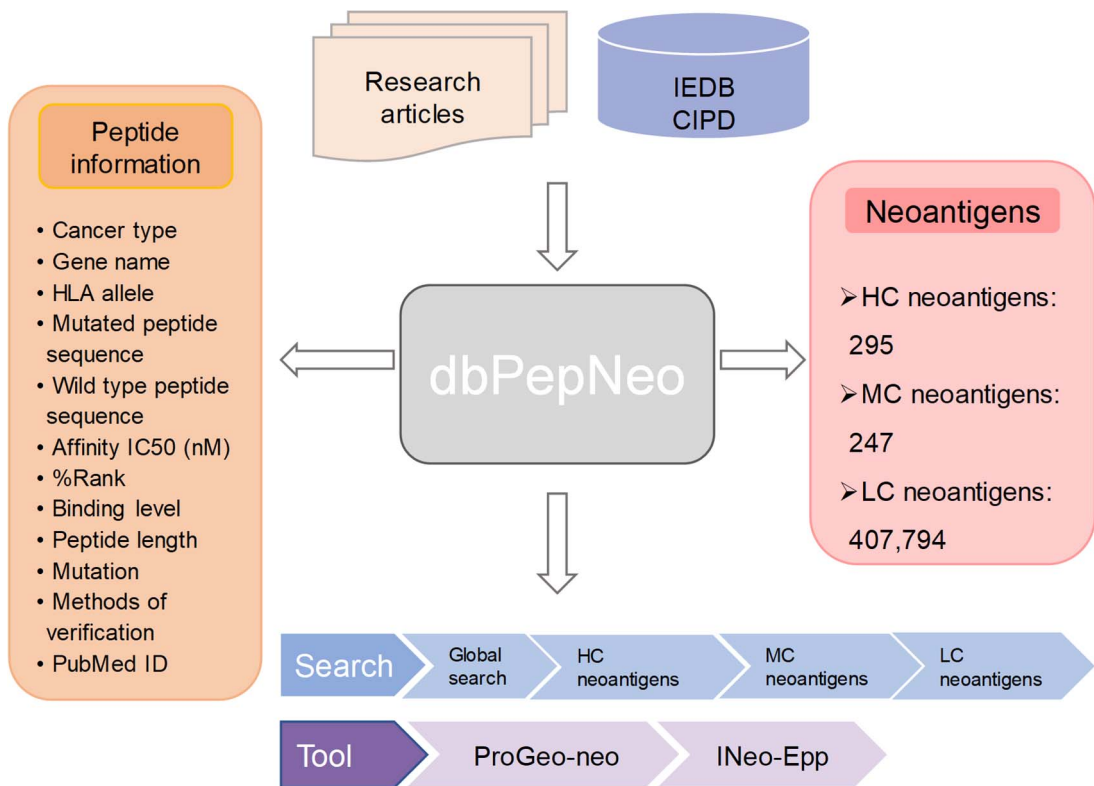 Research
articles
IEDB
CIPD
Peptide
information
• Cancer type
• Gene name
• HLA allele
• Mutated peptide
sequence
• Wild type peptide
sequence
• Affinity IC50 (nM)
• %Rank
• Binding level
• Peptide length
• Mutation
• Methods of
verification
• PubMed ID
dbPepNeo
Neoantigens
➢HC neoantigens:
295
➢MC neoantigens:
247
➢LC neoantigens:
407,794
Search
Global
search
HC
neoantigens
MC
neoantigens
LC
neoantigens
Tool
ProGeo-neo
INeo-Epp